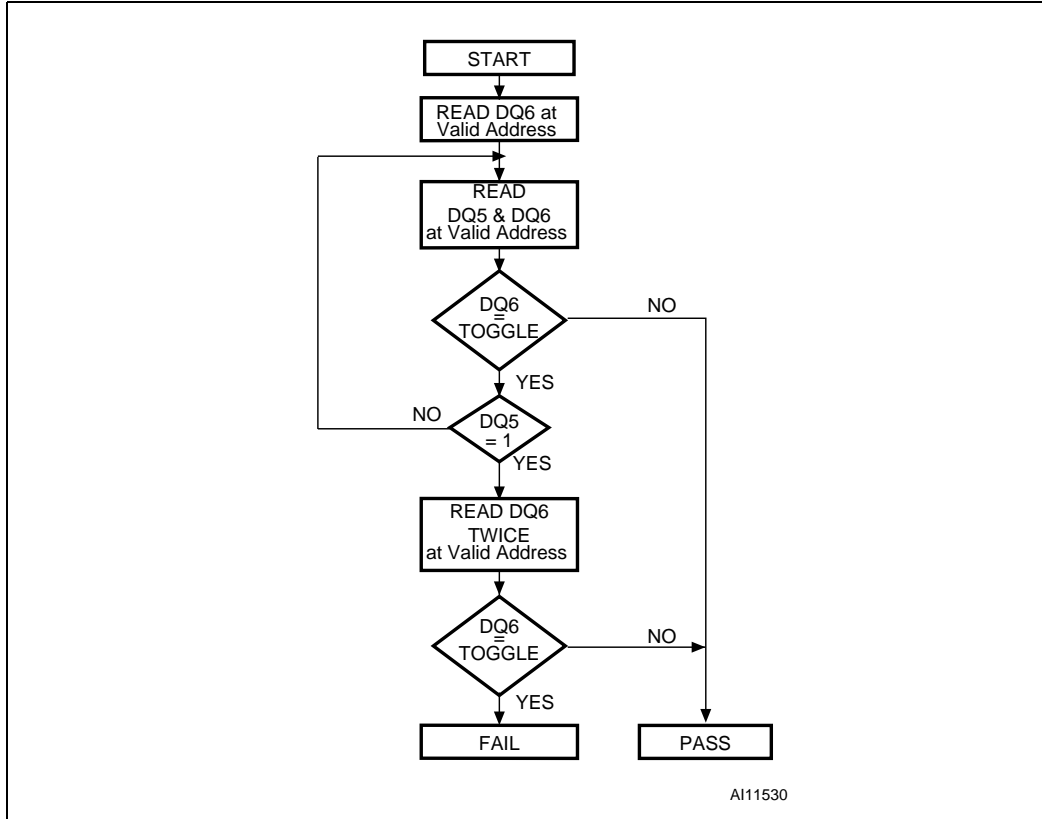 START
READ DQ6 at
Valid Address
READ
DQ5 & DQ6
at Valid Address
DQ6
=
TOGGLE
NO
YES
NO
DQ5
= 1
YES
READ DQ6
TWICE
at Valid Address
DQ6
=
TOGGLE
NO
YES
FAIL
PASS
AI11530